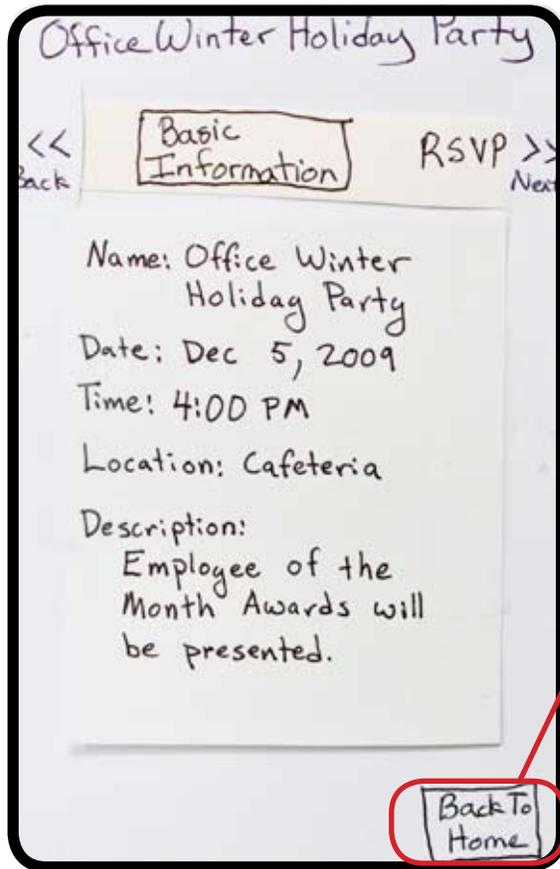 Office Winter Holiday Party
<< Basic RSVP >>
Back Information Next
Name: Office Winter
Holiday Party
Date: Dec 5, 2009
Time: 4:00 PM
Location: Cafeteria
Description:
Employee of the
Month Awards will
be presented.
Back To
Home